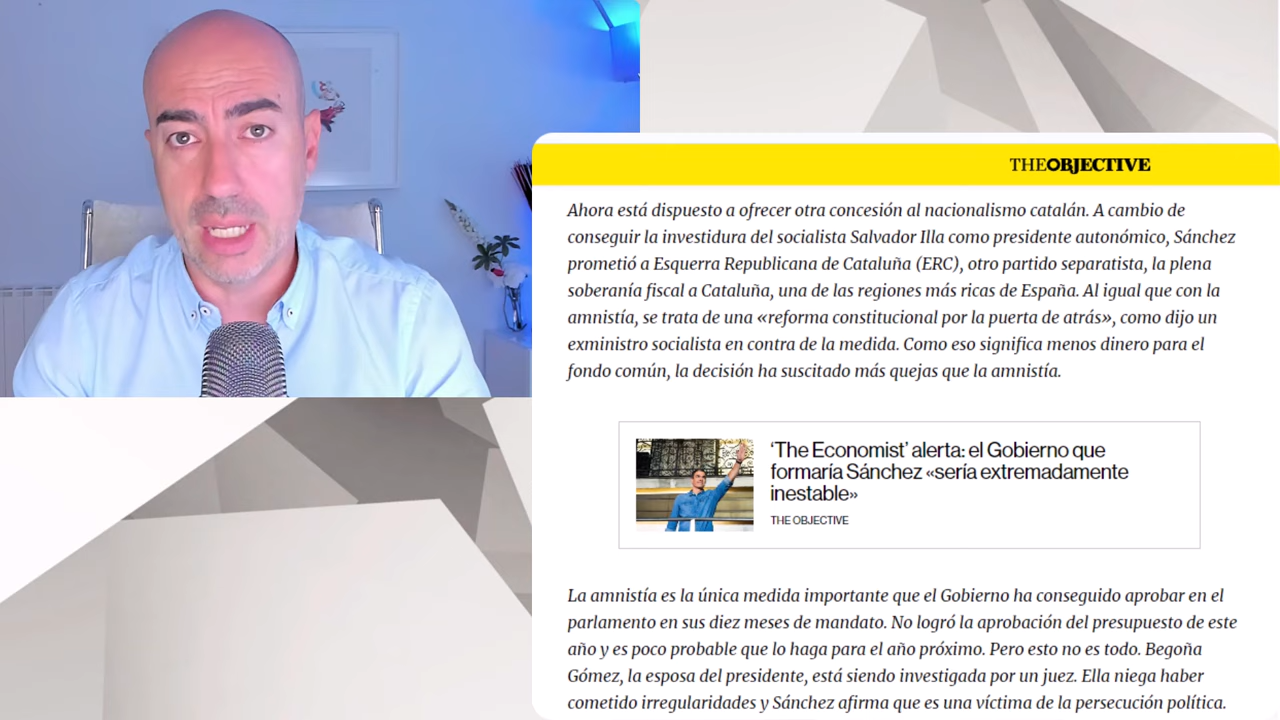 THEOBJECTIVE
Ahora está dispuesto a ofrecer otra concesión al nacionalismo catalán. A cambio de
conseguir la investidura del socialista Salvador Illa como presidente autonómico, Sánchez
prometió a Esquerra Republicana de Cataluña (ERC), otro partido separatista, la plena
soberanía fiscal a Cataluña, una de las regiones más ricas de España. Al igual que con la
amnistía, se trata de una «reforma constitucional por la puerta de atrás», como dijo un
exministro socialista en contra de la medida. Como eso significa menos dinero para el
fondo común, la decisión ha suscitado más quejas que la amnistía.
‘The Economist’ alerta: el Gobierno que
formaría Sánchez «sería extremadamente
inestable»
THE OBJECTIVE
La amnistía es la única medida importante que el Gobierno ha conseguido aprobar en el
parlamento en sus diez meses de mandato. No logró la aprobación del presupuesto de este
año y es poco probable que lo haga para el año próximo. Pero esto no es todo. Begoña
Gómez, la esposa del presidente, está siendo investigada por un juez. Ella niega haber
cometido irregularidades y Sánchez afirma que es una víctima de la persecución política.